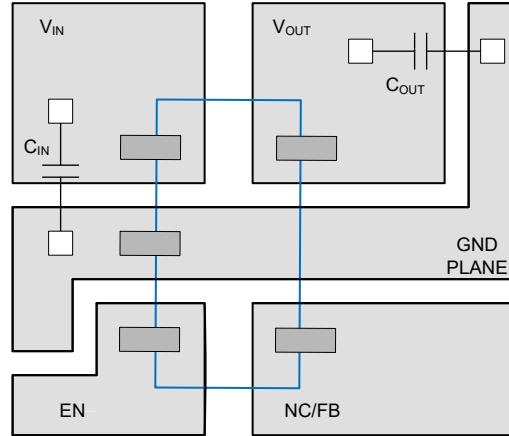 VIN
VOUT
COUT
CIN
GND
PLANE
EN
NC/FB